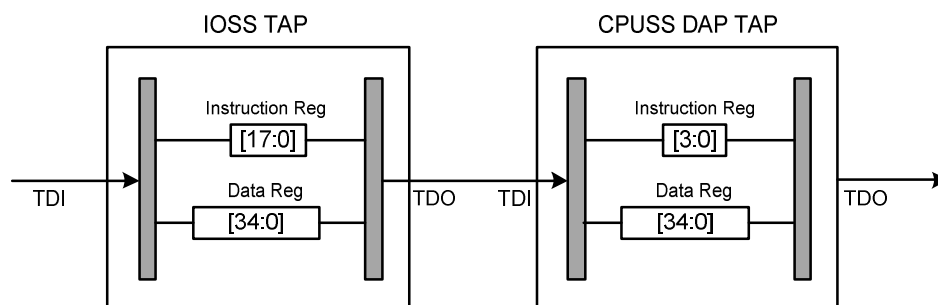 IOSS TAP
CPUSS DAP TAP
Instruction Reg
Instruction Reg
[17:0]
[3:0]
TDI
Data Reg
TDO
TDI
Data Reg
TDO
[34:0]
[34:0]